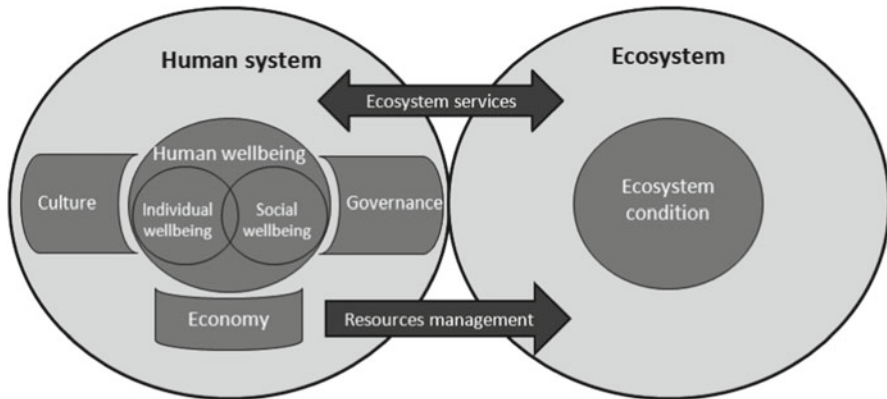 Human system
Ecosystem
Ecosystem services
Human wellbeing
Culture
Individual
wellbeing
Social
wellbeing
Governance
Ecosystem
condition
Economy
Resources management